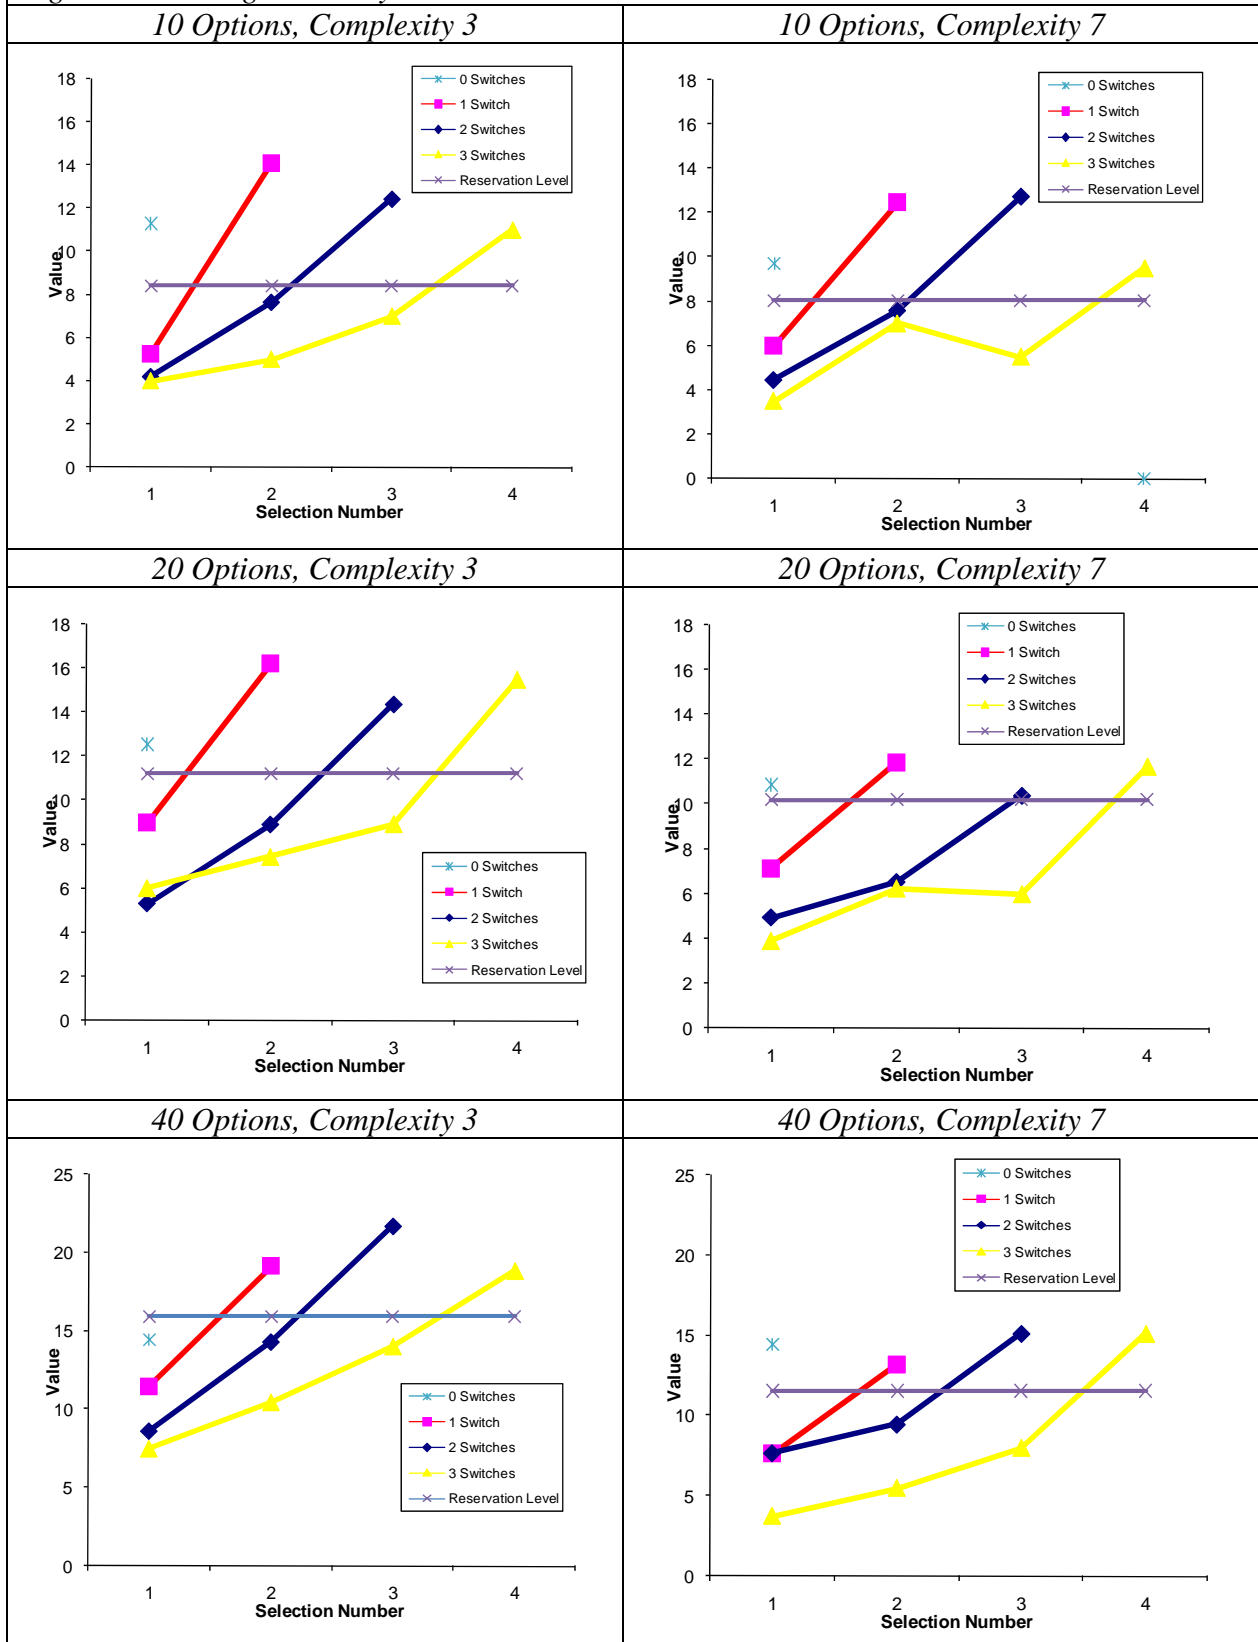 10 Options, Complexity 3
10 Options, Complexity 7
18
16
14
12
10
8
6
4
2
0
Value
1 2 3 4
Selection Number
0 Switches
1 Switch
2 Switches
3 Switches
Reservation Level
18
16
14
12
10
8
6
4
2
0
Value
1 2 3 4
Selection Number
0 Switches
1 Switch
2 Switches
3 Switches
Reservation Level
20 Options, Complexity 3
20 Options, Complexity 7
18
16
14
12
10
8
6
4
2
0
Value
1 2 3 4
Selection Number
0 Switches
1 Switch
2 Switches
3 Switches
Reservation Level
18
16
14
12
10
8
6
4
2
0
Value
1 2 3 4
Selection Number
0 Switches
1 Switch
2 Switches
3 Switches
Reservation Level
40 Options, Complexity 3
40 Options, Complexity 7
25
20
15
10
5
0
Value
1 2 3 4
Selection Number
0 Switches
1 Switch
2 Switches
3 Switches
Reservation Level
25
20
15
10
5
0
Value
1 2 3 4
Selection Number
0 Switches
1 Switch
2 Switches
3 Switches
Reservation Level